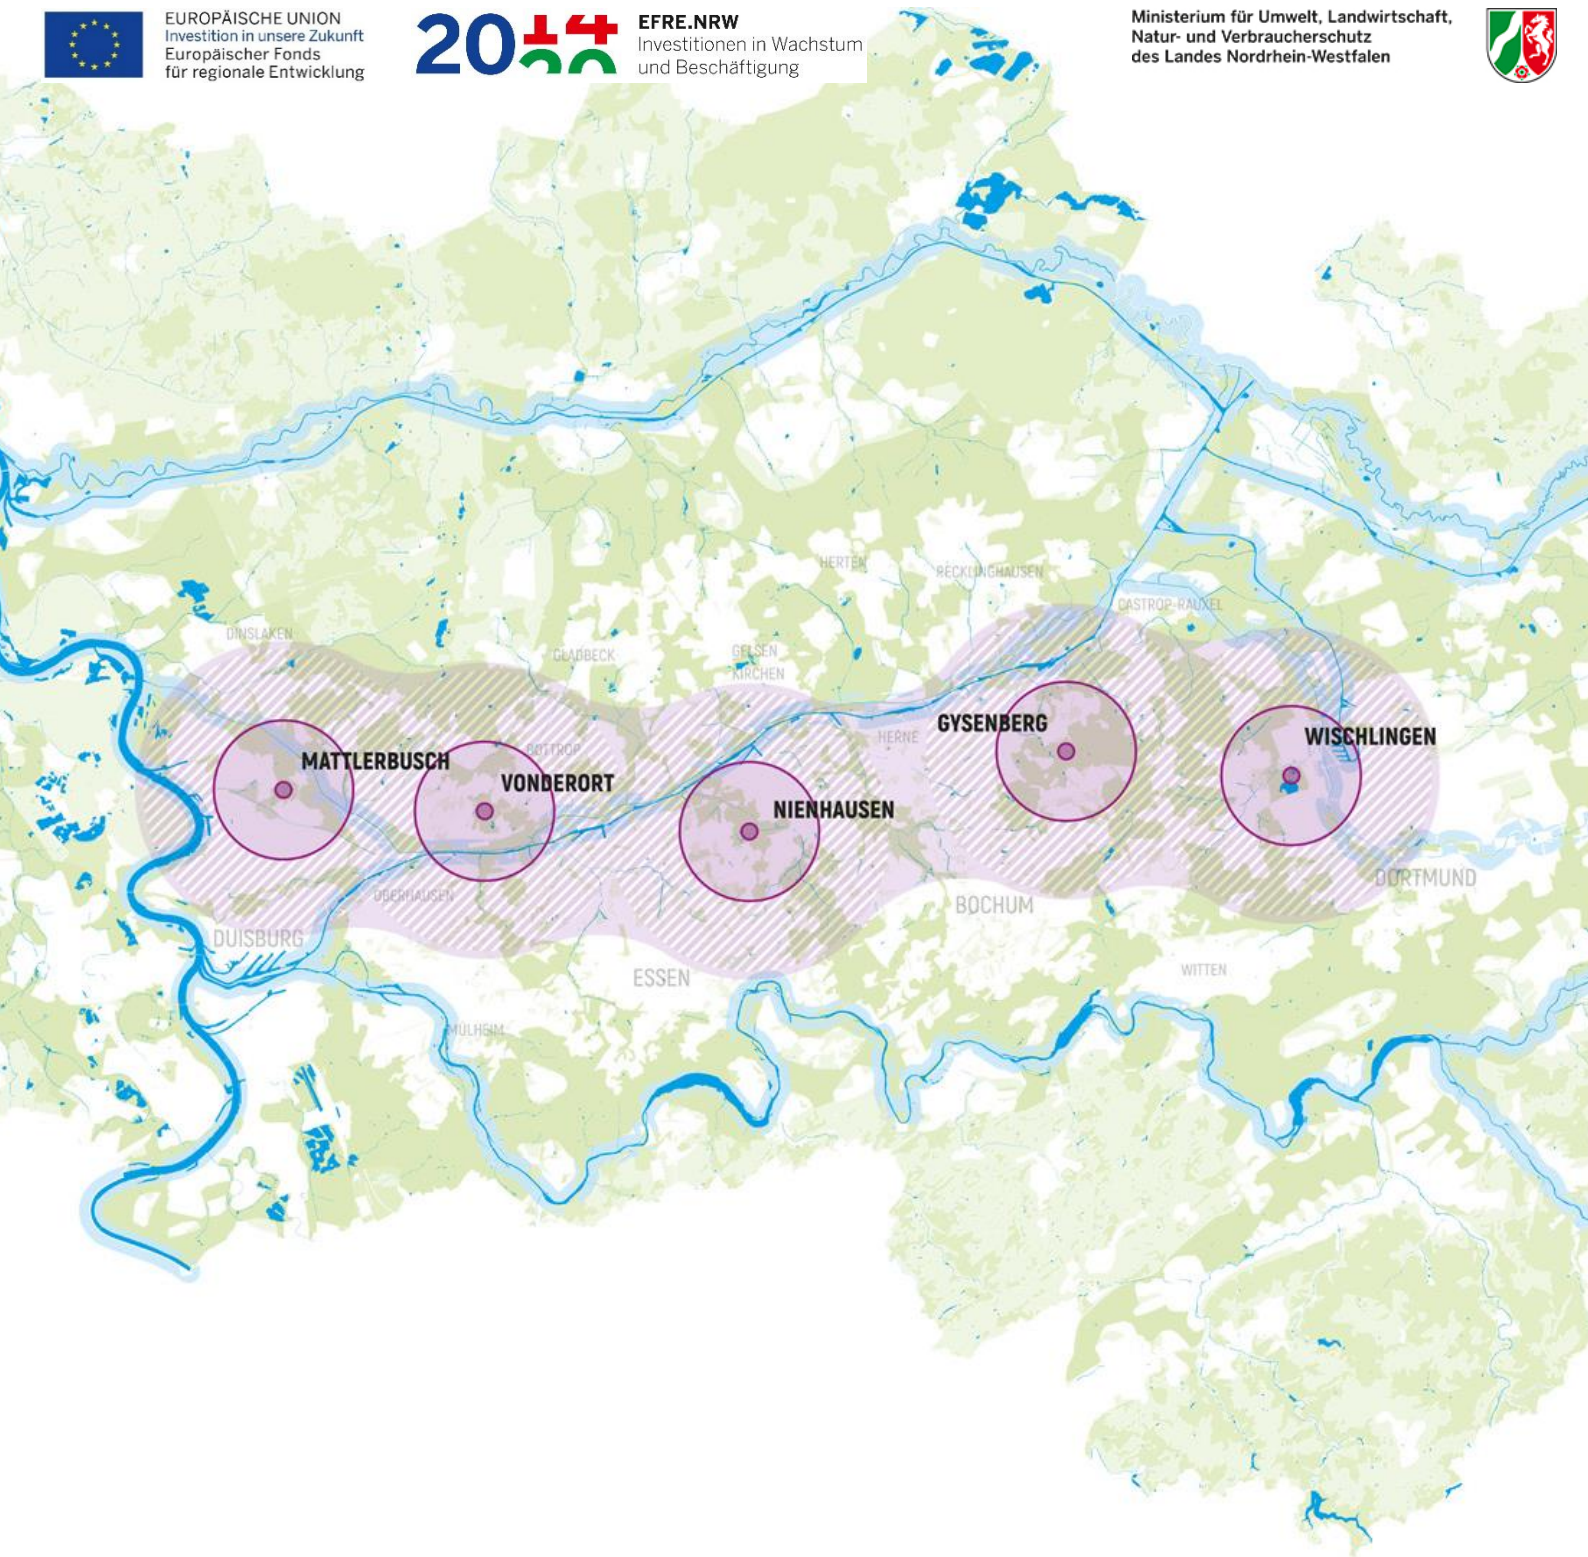 EUROPÄISCHE UNION
Investition in unsere Zukunft
Europäischer Fonds
für regionale Entwicklung
2014
20
EFRE.NRW
Investitionen in Wachstum
und Beschäftigung
Ministerium für Umwelt, Landwirtschaft,
Natur- und Verbraucherschutz
des Landes Nordrhein-Westfalen
HERTEN
RECKLINGHAUSEN
CASTROP-RAUXEL
DINSLAKEN
GLADBECK
GELSEN
KIRCHEN
GYSENBERG
HERNE
WISCHLINGEN
BOTTROP
MATTLERBUSCH
VONDERORT
NIENHAUSEN
DORTMUND
OBERHAUSEN
BOCHUM
DUISBURG
WITTEN
ESSEN
MÜLHEIM